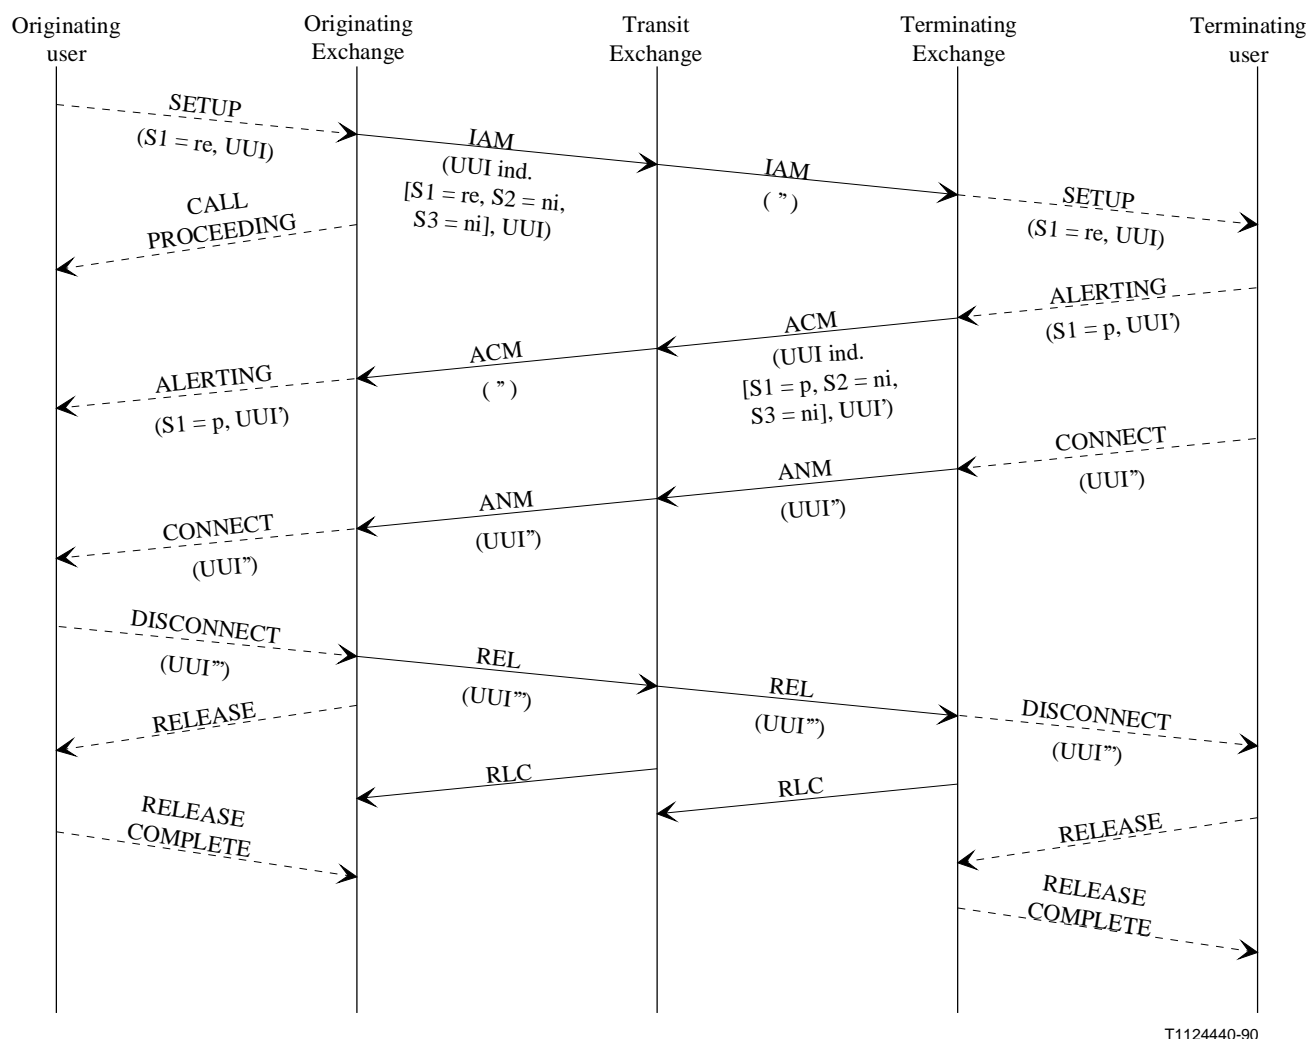 Originating
user
Originating
Exchange
Transit
Exchange
Terminating
Exchange
Terminating
user
SETUP
(S1 = re, UUI)
IAM
(UUI ind.
[S1 = re, S2 = ni,
S3 = ni], UUI)
IAM
( ” )
SETUP
(S1 = re, UUI)
CALL
PROCEEDING
ALERTING
(S1 = p, UUI’)
ACM
(UUI ind.
[S1 = p, S2 = ni,
S3 = ni], UUI’)
ACM
( ” )
ALERTING
(S1 = p, UUI’)
CONNECT
(UUI’’)
ANM
(UUI’’)
ANM
(UUI’’)
CONNECT
(UUI’’)
DISCONNECT
(UUI’’’)
REL
(UUI’’’)
REL
(UUI’’’)
DISCONNECT
(UUI’’’)
RELEASE
RLC
RLC
RELEASE
COMPLETE
RELEASE
RELEASE
COMPLETE
T1124440-90